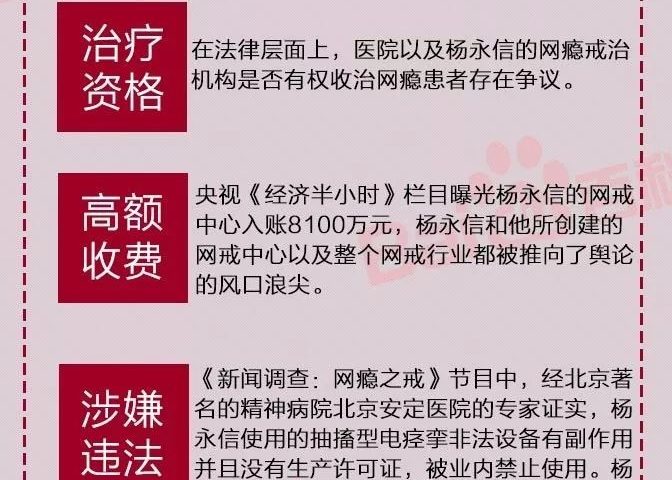 治疗
资格
在法律层面上，医院以及杨永信的网瘾戒治
机构是否有权收治网瘾患者存在争议。
高额
收费
央视《经济半小时》栏目曝光杨永信的网戒
中心入账8100万元，杨永信和他所创建的
网戒中心以及整个网戒行业都被推向了舆论
的风口浪尖。
涉嫌
违法
《新闻调查：网瘾之戒》节目中，经北京著
名的精神病院北京安定医院的专家证实，杨
永信使用的抽搐型电痉挛非法设备有副作用
并且没有生产许可证，被业内禁止使用。杨